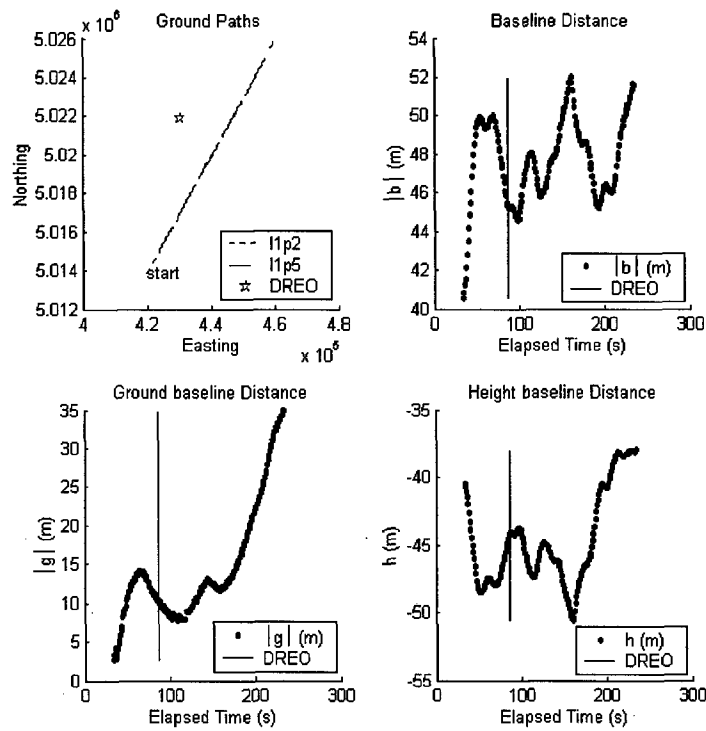 x 10^6
Ground Paths
5.026
5.024
5.022
5.02
5.018
5.016
5.014
5.012
Northing
start
l1p2
l1p5
DREO
4
4.2
4.4
4.6
4.8
Easting
x 10^5
Baseline Distance
52
50
48
46
44
42
40
|b| (m)
|b| (m)
DREO
0
100
200
300
Elapsed Time (s)
Ground baseline Distance
35
30
25
20
15
10
5
0
|g| (m)
|g| (m)
DREO
0
100
200
300
Elapsed Time (s)
Height baseline Distance
-35
-40
-45
-50
-55
h (m)
h (m)
DREO
0
100
200
300
Elapsed Time (s)